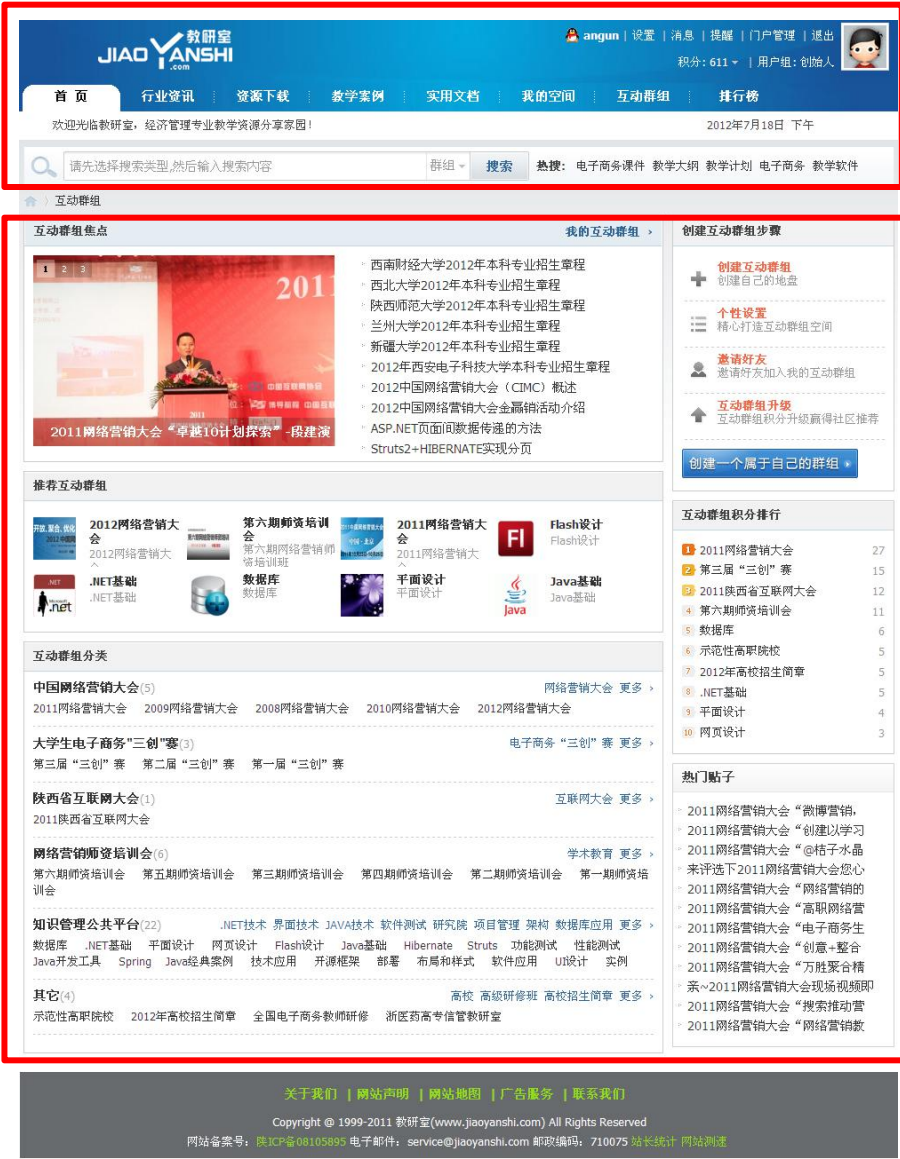 教研室
JIAO YANSHI
.com
angun | 设置 | 消息 | 提醒 | 门户管理 | 退出
积分: 611 | 用户组: 创始人
首 页 行业资讯 资源下载 教学案例 实用文档 我的空间 互动群组 排行榜
欢迎光临教研室，经济管理专业教学资源分享家园!
2012年7月18日 下午
请先选择搜索类型,然后输入搜索内容 群组 搜索 热搜: 电子商务课件 教学大纲 教学计划 电子商务 教学软件
互动群组
互动群组焦点 我的互动群组 ›
1 2 3
2011网络营销大会“卓越10计划探索”-段建演
西南财经大学2012年本科专业招生章程
西北大学2012年本科专业招生章程
陕西师范大学2012年本科专业招生章程
兰州大学2012年本科专业招生章程
新疆大学2012年本科专业招生章程
2012年西安电子科技大学本科专业招生章程
2012中国网络营销大会（CIMC）概述
2012中国网络营销大会金赢销活动介绍
ASP.NET页面间数据传递的方法
Struts2+HIBERNATE实现分页
创建互动群组步骤
创建互动群组
创建自己的地盘
个性设置
精心打造互动群组空间
邀请好友
邀请好友加入我的互动群组
互动群组升级
互动群组积分升级赢得社区推荐
创建一个属于自己的群组
推荐互动群组
2012网络营销大会
2012网络营销大
第六期师资培训会
第六期网络营销师资培训班
2011网络营销大会
2011网络营销大
Flash设计
Flash设计
.NET基础
.NET基础
数据库
数据库
平面设计
平面设计
Java基础
Java基础
互动群组积分排行
1 2011网络营销大会 27
2 第三届“三创”赛 15
3 2011陕西省互联网大会 12
4 第六期师资培训会 11
5 数据库 6
6 示范性高职院校 5
7 2012年高校招生简章 5
8 .NET基础 5
9 平面设计 4
10 网页设计 3
互动群组分类
中国网络营销大会(5) 网络营销大会 更多 ›
2011网络营销大会 2009网络营销大会 2008网络营销大会 2010网络营销大会 2012网络营销大会
大学生电子商务"三创"赛(3) 电子商务“三创”赛 更多 ›
第三届“三创”赛 第二届“三创”赛 第一届“三创”赛
陕西省互联网大会(1) 互联网大会 更多 ›
2011陕西省互联网大会
网络营销师资培训会(6) 学术教育 更多 ›
第六期师资培训会 第五期师资培训会 第三期师资培训会 第四期师资培训会 第二期师资培训会 第一期师资培
训会
知识管理公共平台(22) .NET技术 界面技术 JAVA技术 软件测试 研究院 项目管理 架构 数据库应用 更多 ›
数据库 .NET基础 平面设计 网页设计 Flash设计 Java基础 Hibernate Struts 功能测试 性能测试
Java开发工具 Spring Java经典案例 技术应用 开源框架 部署 布局和样式 软件应用 UI设计 实例
其它(4) 高校 高级研修班 高校招生简章 更多 ›
示范性高职院校 2012年高校招生简章 全国电子商务教师研修 浙医药高专信管教研室
热门贴子
2011网络营销大会“微博营销,
2011网络营销大会“创建以学习
2011网络营销大会“@桔子水晶
来评选下2011网络营销大会您心
2011网络营销大会“网络营销的
2011网络营销大会“高职网络营
2011网络营销大会“电子商务生
2011网络营销大会“创意+整合
2011网络营销大会“万胜聚合精
亲~2011网络营销大会现场视频即
2011网络营销大会“搜索推动营
2011网络营销大会“网络营销教
关于我们 | 网站声明 | 网站地图 | 广告服务 | 联系我们
Copyright @ 1999-2011 教研室(www.jiaoyanshi.com) All Rights Reserved
网站备案号: 陕ICP备08105895 电子邮件: service@jiaoyanshi.com 邮政编码: 710075 站长统计 网站测速